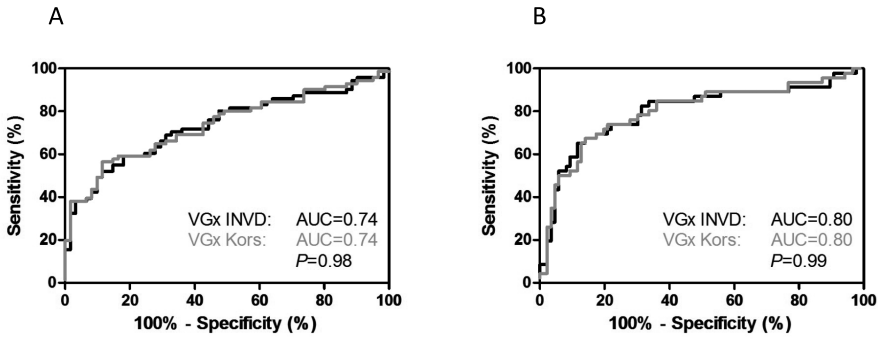 A
100
80
60
40
20
0
Sensitivity (%)
VGx INVD: AUC=0.74
VGx Kors: AUC=0.74
P=0.98
0 20 40 60 80 100
100% - Specificity (%)
B
100
80
60
40
20
0
Sensitivity (%)
VGx INVD: AUC=0.80
VGx Kors: AUC=0.80
P=0.99
0 20 40 60 80 100
100% - Specificity (%)